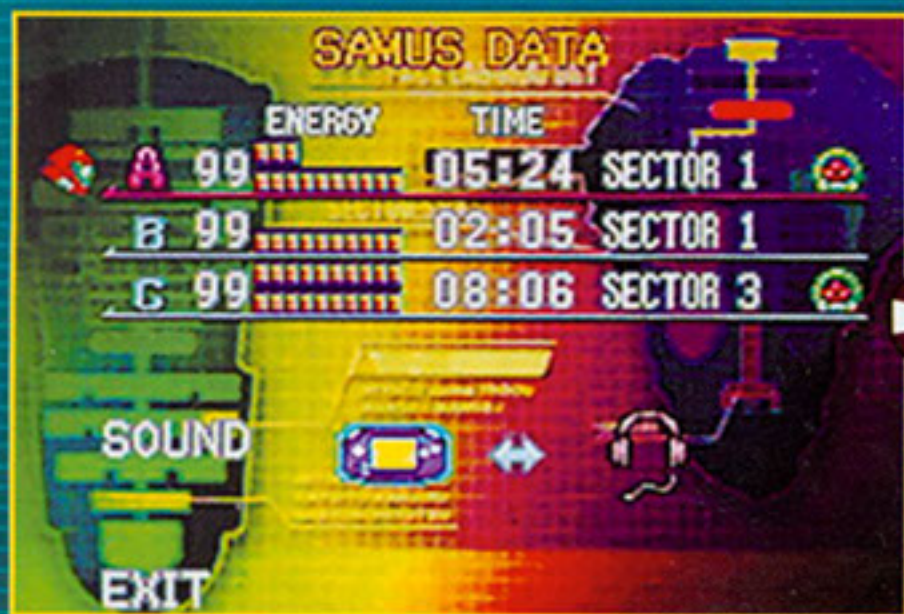 SAMUS DATA
ENERGY TIME
A 99 05:24 SECTOR 1
B 99 02:05 SECTOR 1
C 99 08:06 SECTOR 3
SOUND
EXIT